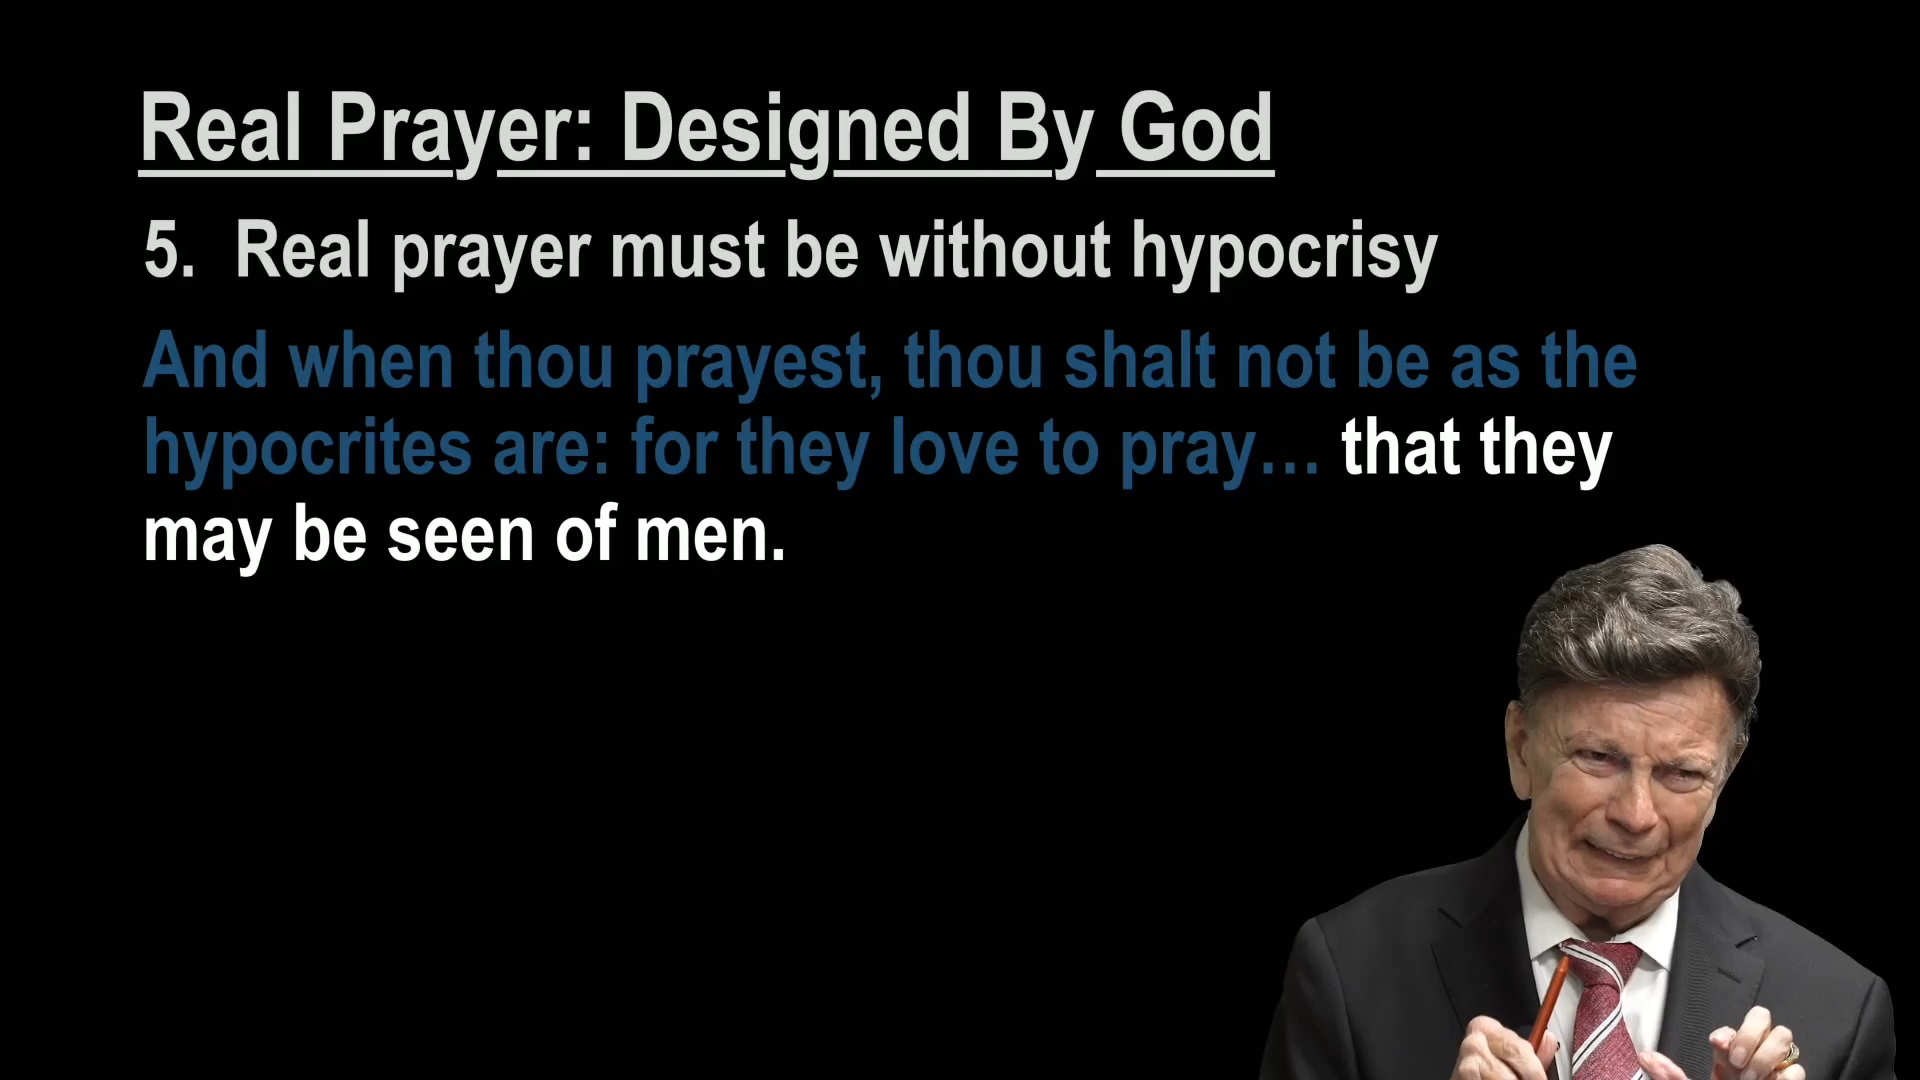 Real Prayer: Designed By God
5. Real prayer must be without hypocrisy
And when thou prayest, thou shalt not be as the
hypocrites are: for they love to pray… that they
may be seen of men.